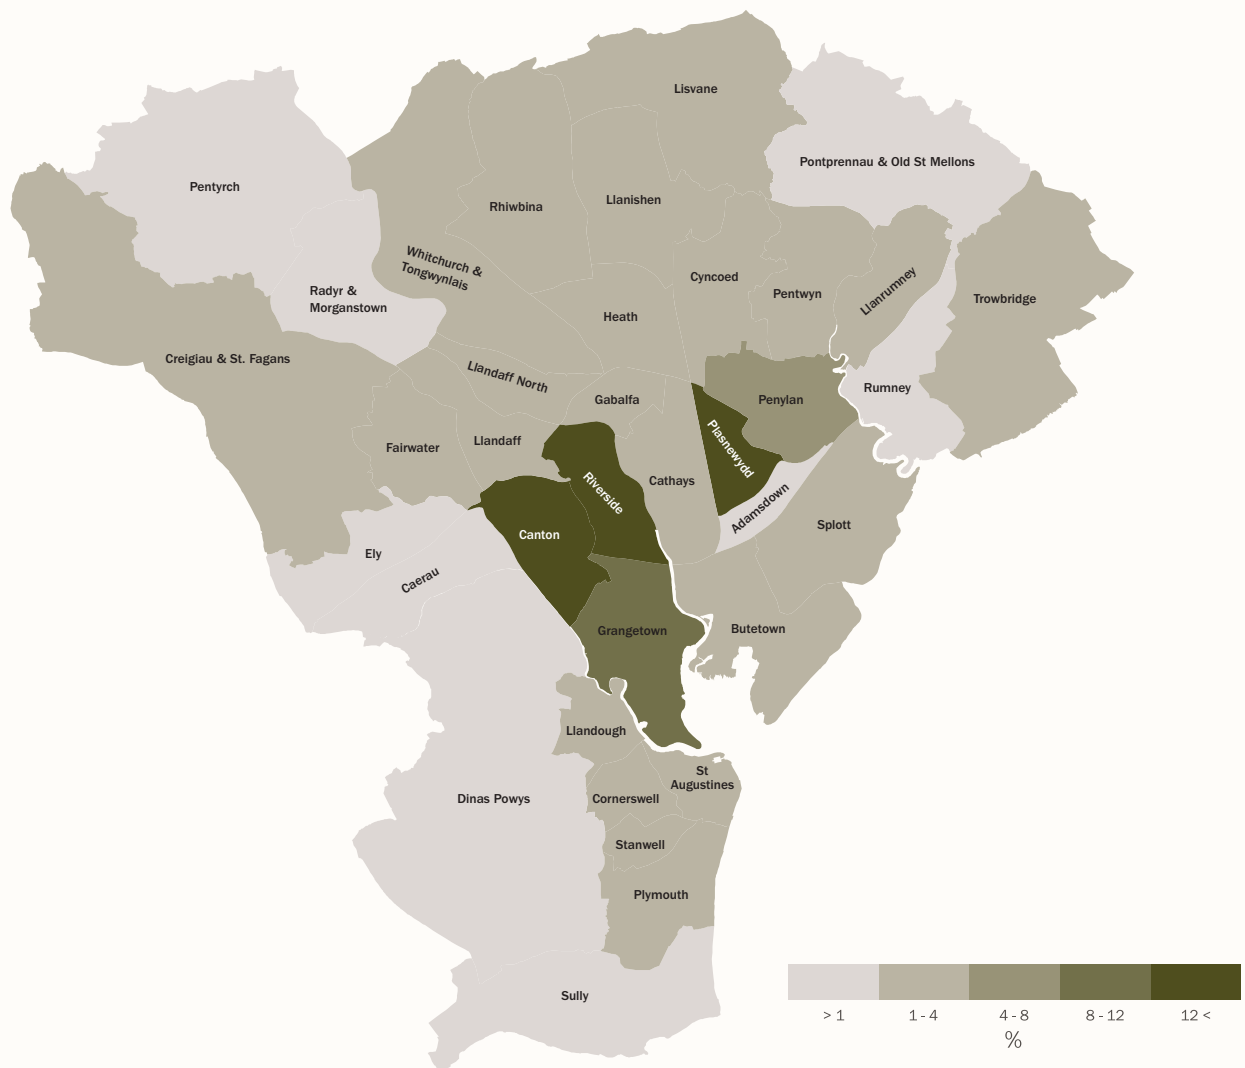 Lisvane
Pontprennau & Old St Mellons
Pentyrch
Rhiwbina
Llanishen
Whitchurch &
Tongwynlais
Cyncoed
Pentwyn
Llanrumney
Trowbridge
Radyr &
Morganstown
Heath
Creigiau & St. Fagans
Llandaff North
Rumney
Gabalfa
Penylan
Fairwater
Llandaff
Plasnewydd
Riverside
Cathays
Adamsdown
Splott
Canton
Ely
Caerau
Grangetown
Butetown
Llandough
St
Augustines
Dinas Powys
Cornerswell
Stanwell
Plymouth
Sully
> 1
1 - 4
4 - 8
8 - 12
12 <
%